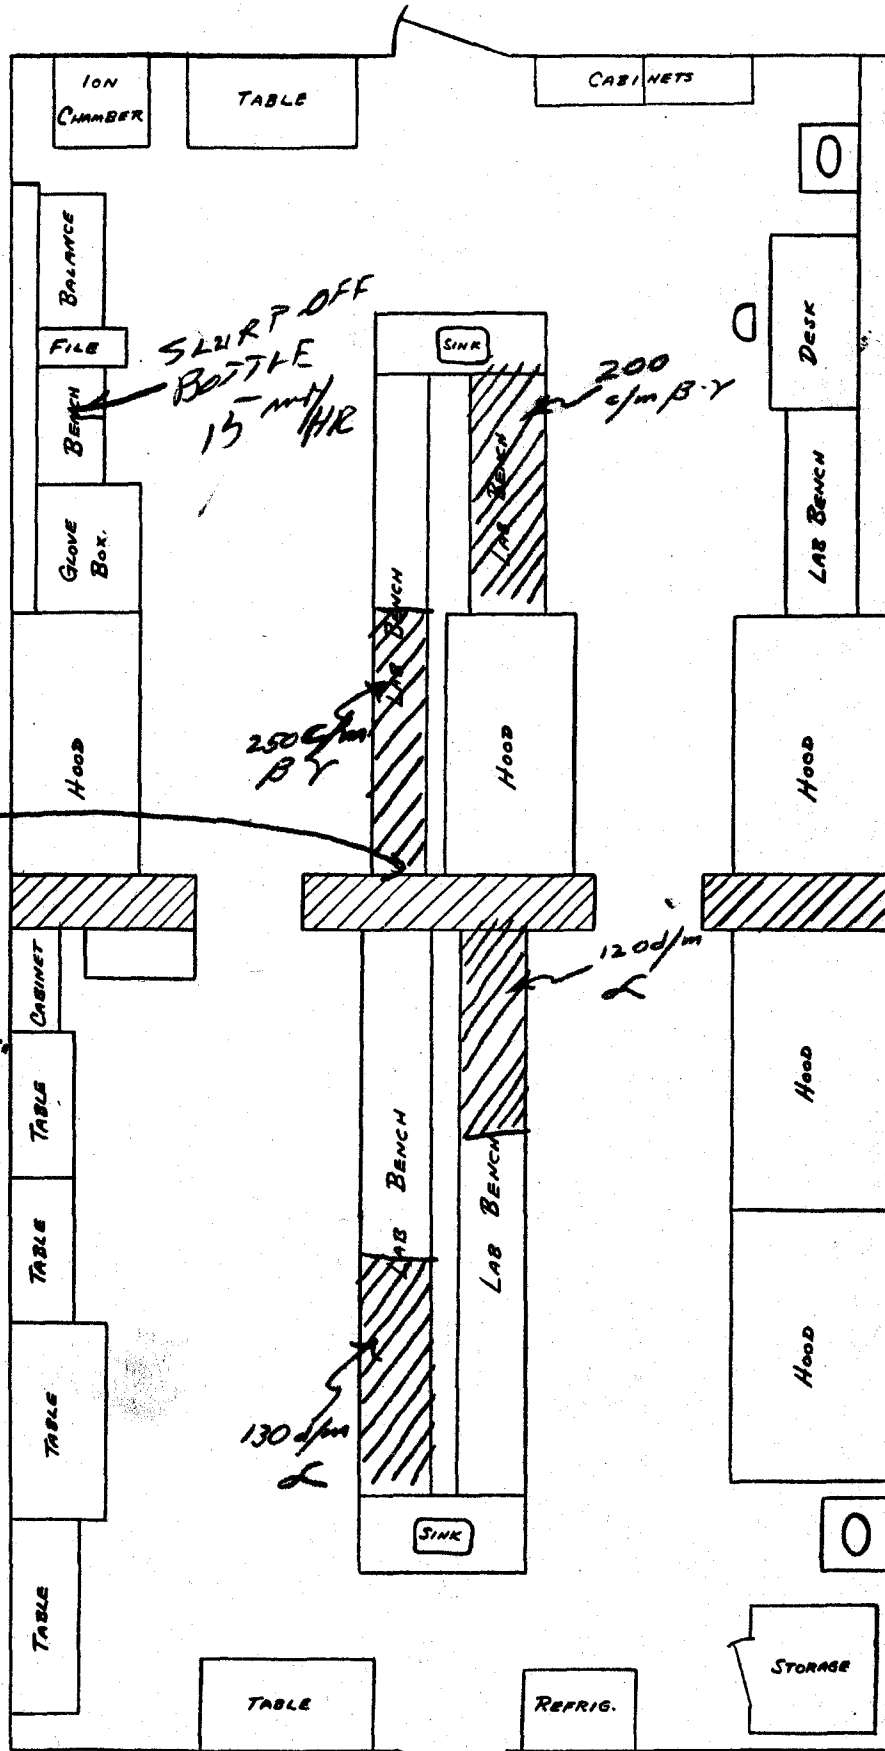 ION
CHAMBER
TABLE
CABINETS
BALANCE
FILE
BENCH
SLURP OFF
BOTTLE
15 mr/HR
SINK
200
c/m β-γ
DESK
LAB BENCH
LAB BENCH
GLOVE
BOX.
LAB BENCH
250 c/m
β γ
HOOD
HOOD
HOOD
CABINET
120 d/m
α
TABLE
HOOD
LAB BENCH
LAB BENCH
TABLE
HOOD
130 d/m
α
TABLE
SINK
TABLE
STORAGE
TABLE
REFRIG.